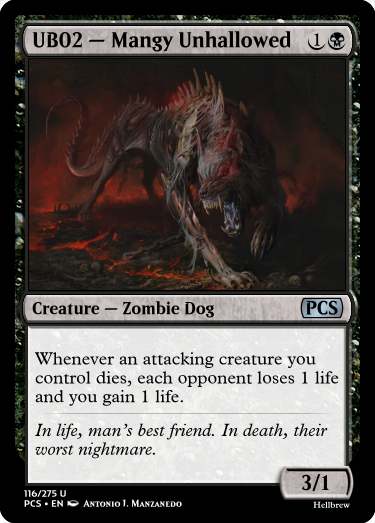 UB02 — Mangy Unhallowed 1
Creature — Zombie Dog PCS
Whenever an attacking creature you
control dies, each opponent loses 1 life
and you gain 1 life.
In life, man's best friend. In death, their
worst nightmare.
3/1
116/275 U
PCS • EN Antonio J. Manzanedo
Hellbrew